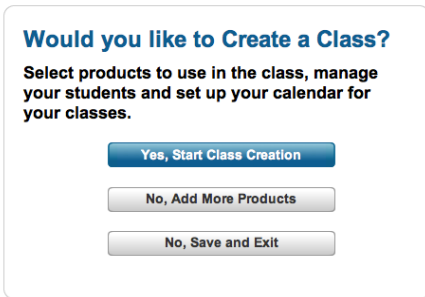 Would you like to Create a Class?
Select products to use in the class, manage
your students and set up your calendar for
your classes.
Yes, Start Class Creation
No, Add More Products
No, Save and Exit